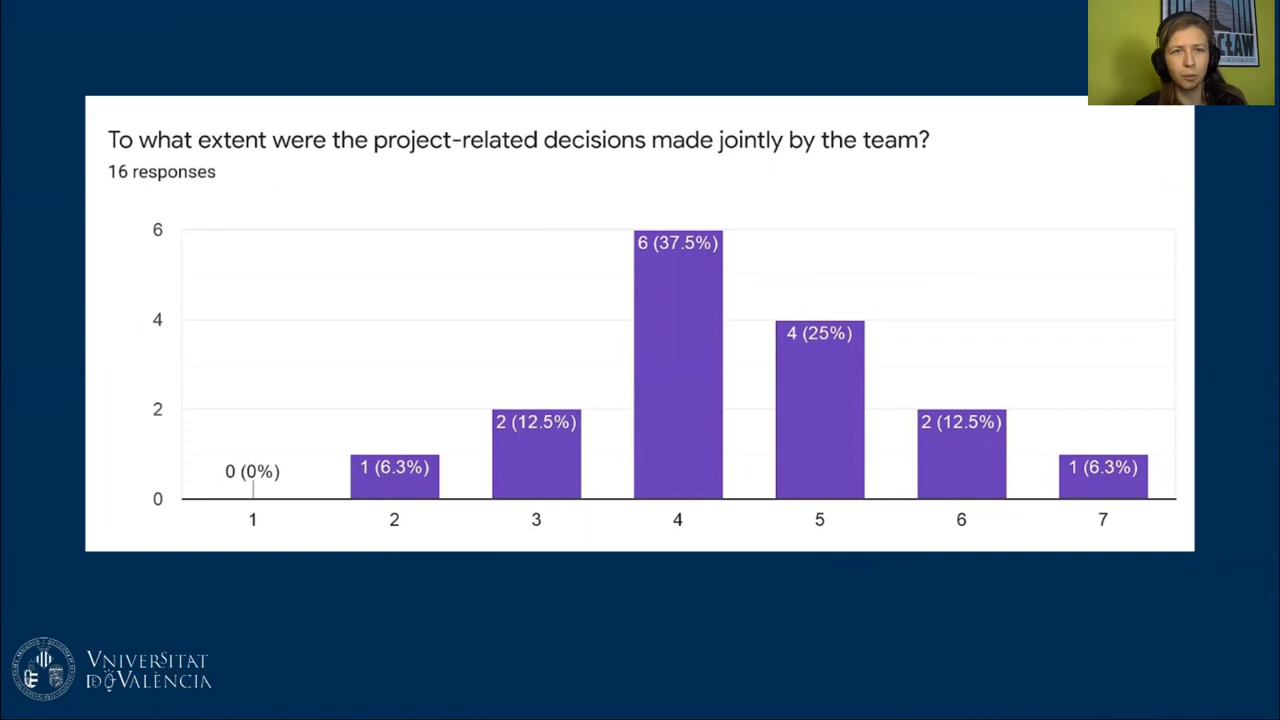 To what extent were the project-related decisions made jointly by the team?
16 responses
6
4
2
0
0 (0%)
1 (6.3%)
2 (12.5%)
6 (37.5%)
4 (25%)
2 (12.5%)
1 (6.3%)
1 2 3 4 5 6 7
VNIVERSITAT
DE VALÈNCIA